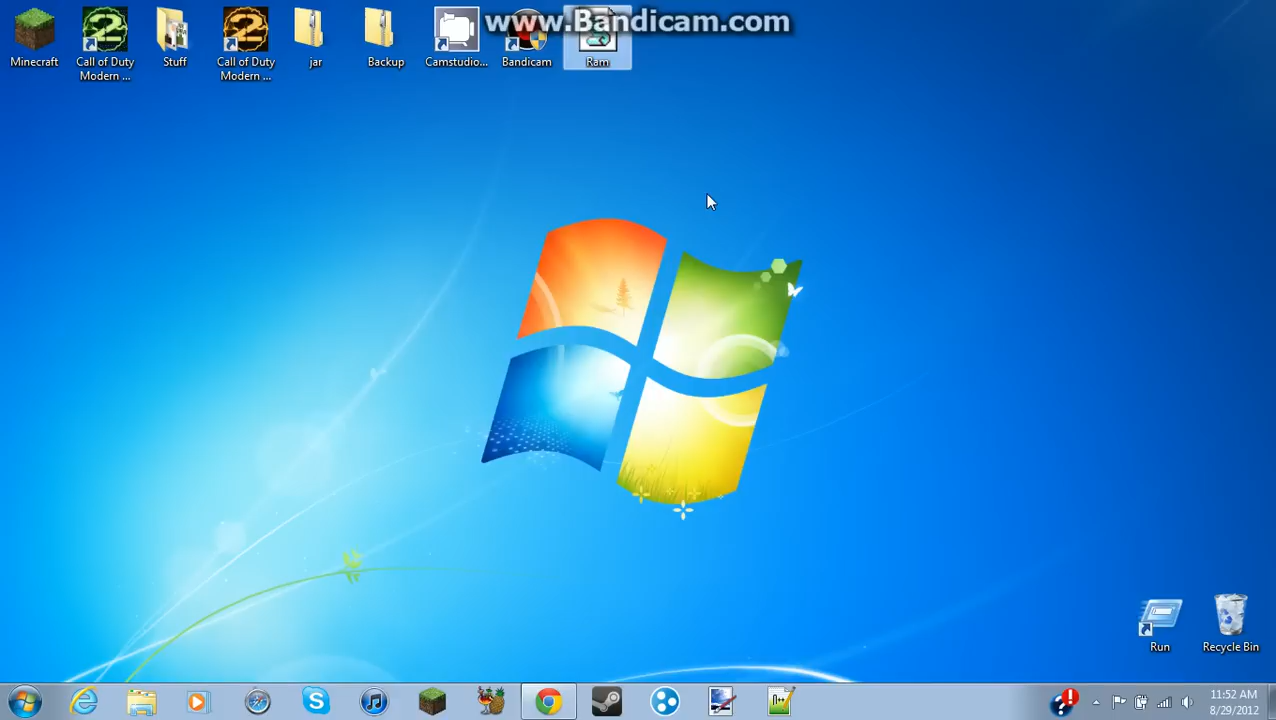 www.Bandicam.com
Minecraft
Call of Duty
Modern ...
Stuff
Call of Duty
Modern ...
jar
Backup
Camstudio...
Bandicam
Ram
Run
Recycle Bin
11:52 AM
8/29/2012